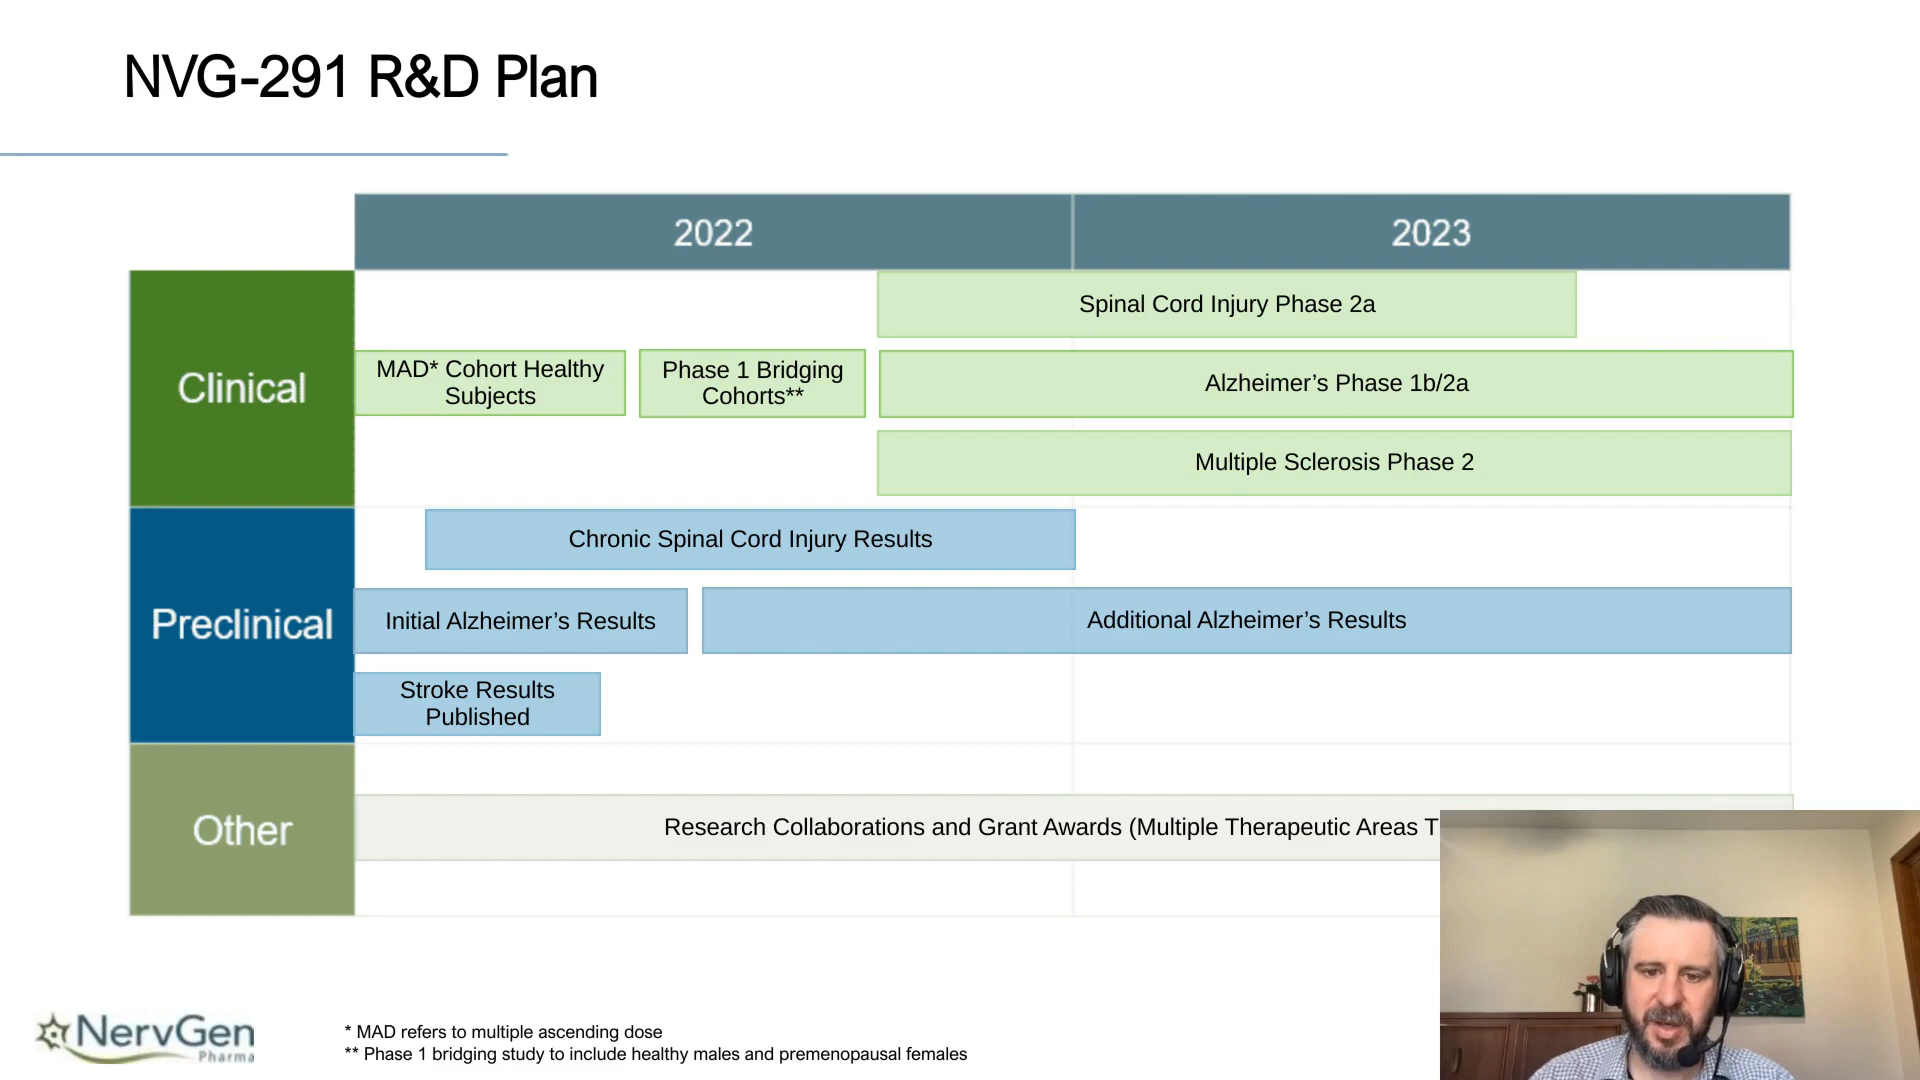 NVG-291 R&D Plan
2022
2023
Clinical
Spinal Cord Injury Phase 2a
MAD* Cohort Healthy
Subjects
Phase 1 Bridging
Cohorts**
Alzheimer’s Phase 1b/2a
Multiple Sclerosis Phase 2
Preclinical
Chronic Spinal Cord Injury Results
Initial Alzheimer’s Results
Additional Alzheimer’s Results
Stroke Results
Published
Other
Research Collaborations and Grant Awards (Multiple Therapeutic Areas T
NervGen
Pharma
* MAD refers to multiple ascending dose
** Phase 1 bridging study to include healthy males and premenopausal females